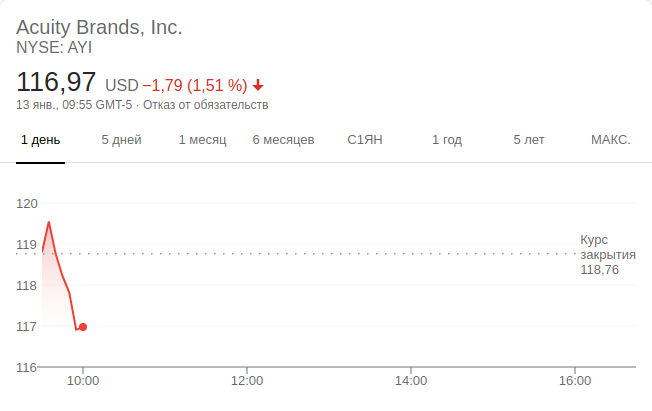 Acuity Brands, Inc.
NYSE: AYI
116,97 USD −1,79 (1,51 %)
13 янв., 09:55 GMT-5 · Отказ от обязательств
1 день 5 дней 1 месяц 6 месяцев С1ЯН 1 год 5 лет МАКС.
120
119
Курс
закрытия
118,76
118
117
116
10:00 12:00 14:00 16:00